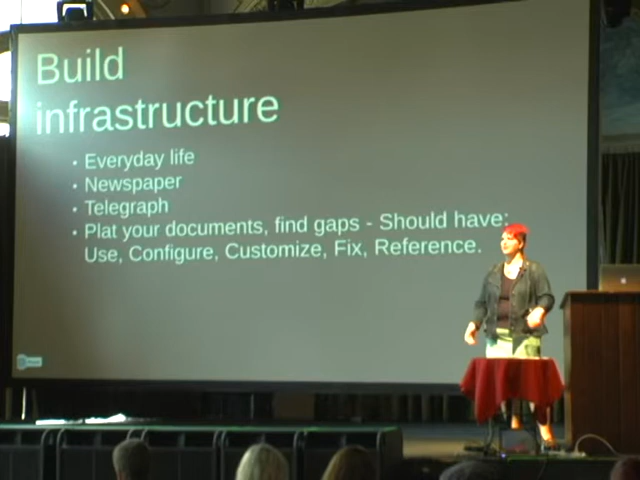 Build
infrastructure
• Everyday life
• Newspaper
• Telegraph
• Plat your documents, find gaps - Should have:
Use, Configure, Customize, Fix, Reference.